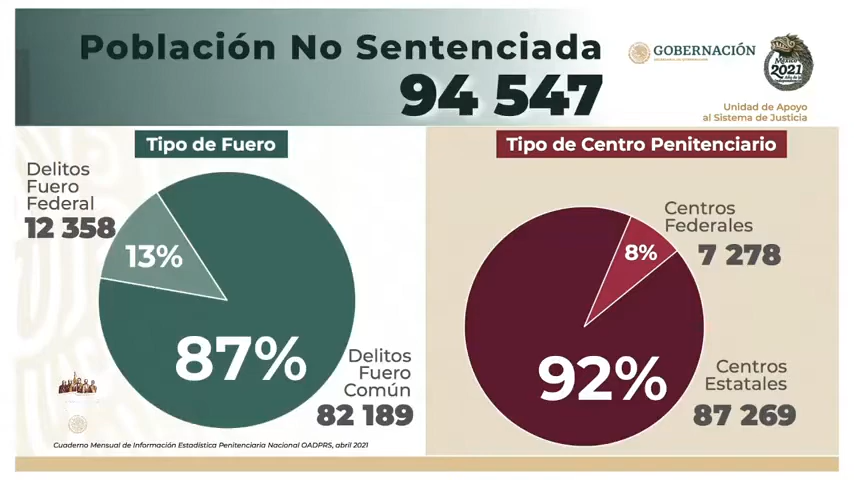 Población No Sentenciada
94 547
GOBERNACIÓN
México
2021
Unidad de Apoyo
al Sistema de Justicia
Tipo de Fuero
Delitos
Fuero
Federal
12 358
13%
87%
Delitos
Fuero
Común
82 189
Cuaderno Mensual de Información Estadística Penitenciaria Nacional OADPRS, abril 2021
Tipo de Centro Penitenciario
Centros
Federales
7 278
8%
92%
Centros
Estatales
87 269